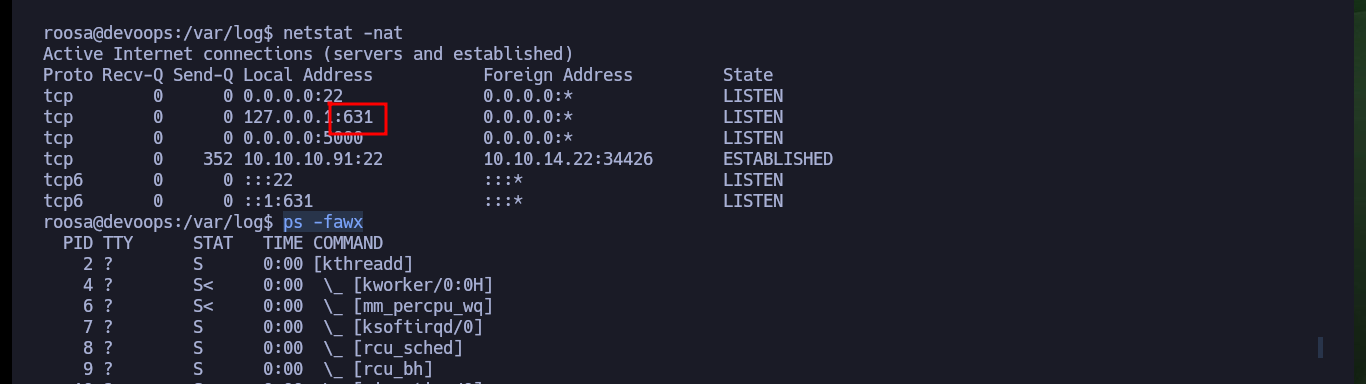 roosa@devoops:/var/log$ netstat -nat
Active Internet connections (servers and established)
Proto Recv-Q Send-Q Local Address           Foreign Address         State
tcp        0      0 0.0.0.0:22              0.0.0.0:*               LISTEN
tcp        0      0 127.0.0.1:631           0.0.0.0:*               LISTEN
tcp        0      0 0.0.0.0:5000            0.0.0.0:*               LISTEN
tcp        0    352 10.10.10.91:22          10.10.14.22:34426       ESTABLISHED
tcp6       0      0 :::22                   :::*                    LISTEN
tcp6       0      0 ::1:631                 :::*                    LISTEN
roosa@devoops:/var/log$ ps -fawx
  PID TTY      STAT   TIME COMMAND
    2 ?        S      0:00 [kthreadd]
    4 ?        S<     0:00  \_ [kworker/0:0H]
    6 ?        S<     0:00  \_ [mm_percpu_wq]
    7 ?        S      0:00  \_ [ksoftirqd/0]
    8 ?        S      0:00  \_ [rcu_sched]
    9 ?        S      0:00  \_ [rcu_bh]